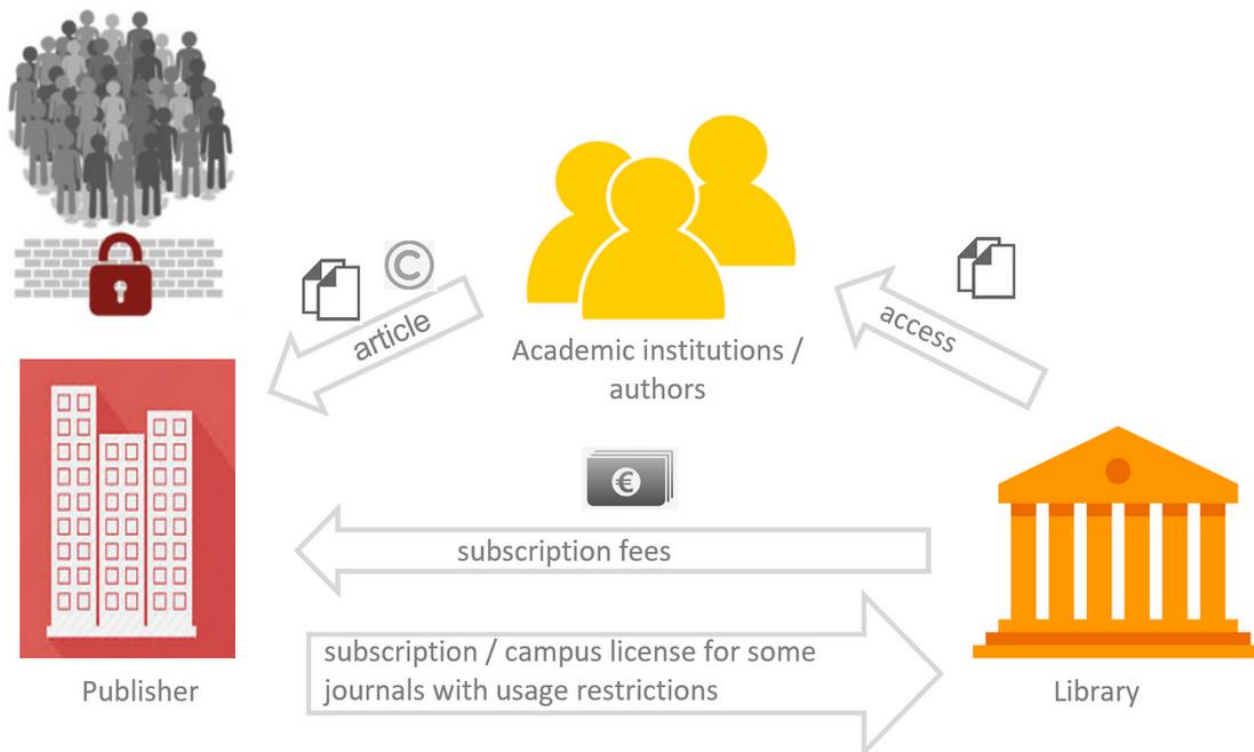 ©
article
Academic institutions /
authors
access
€
subscription fees
subscription / campus license for some
journals with usage restrictions
Publisher
Library